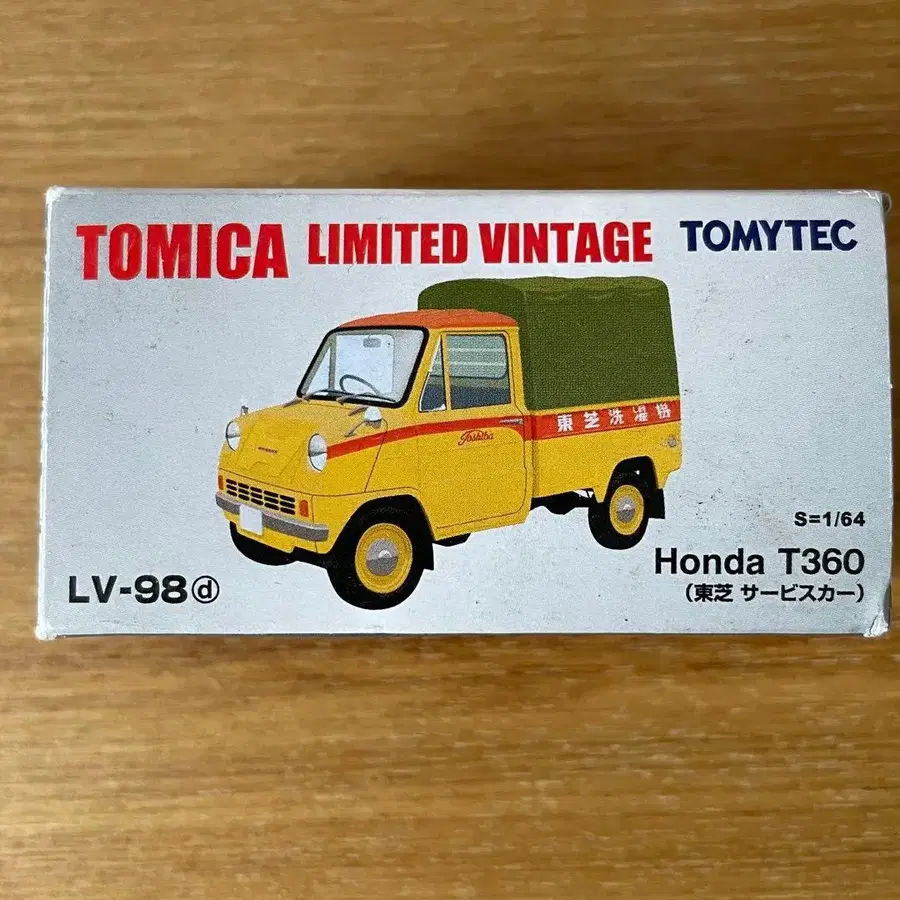 TOMICA LIMITED VINTAGE TOMYTEC
Toshiba
東芝洗濯機
S=1/64
Honda T360
(東芝 サービスカー)
LV-98ⓓ